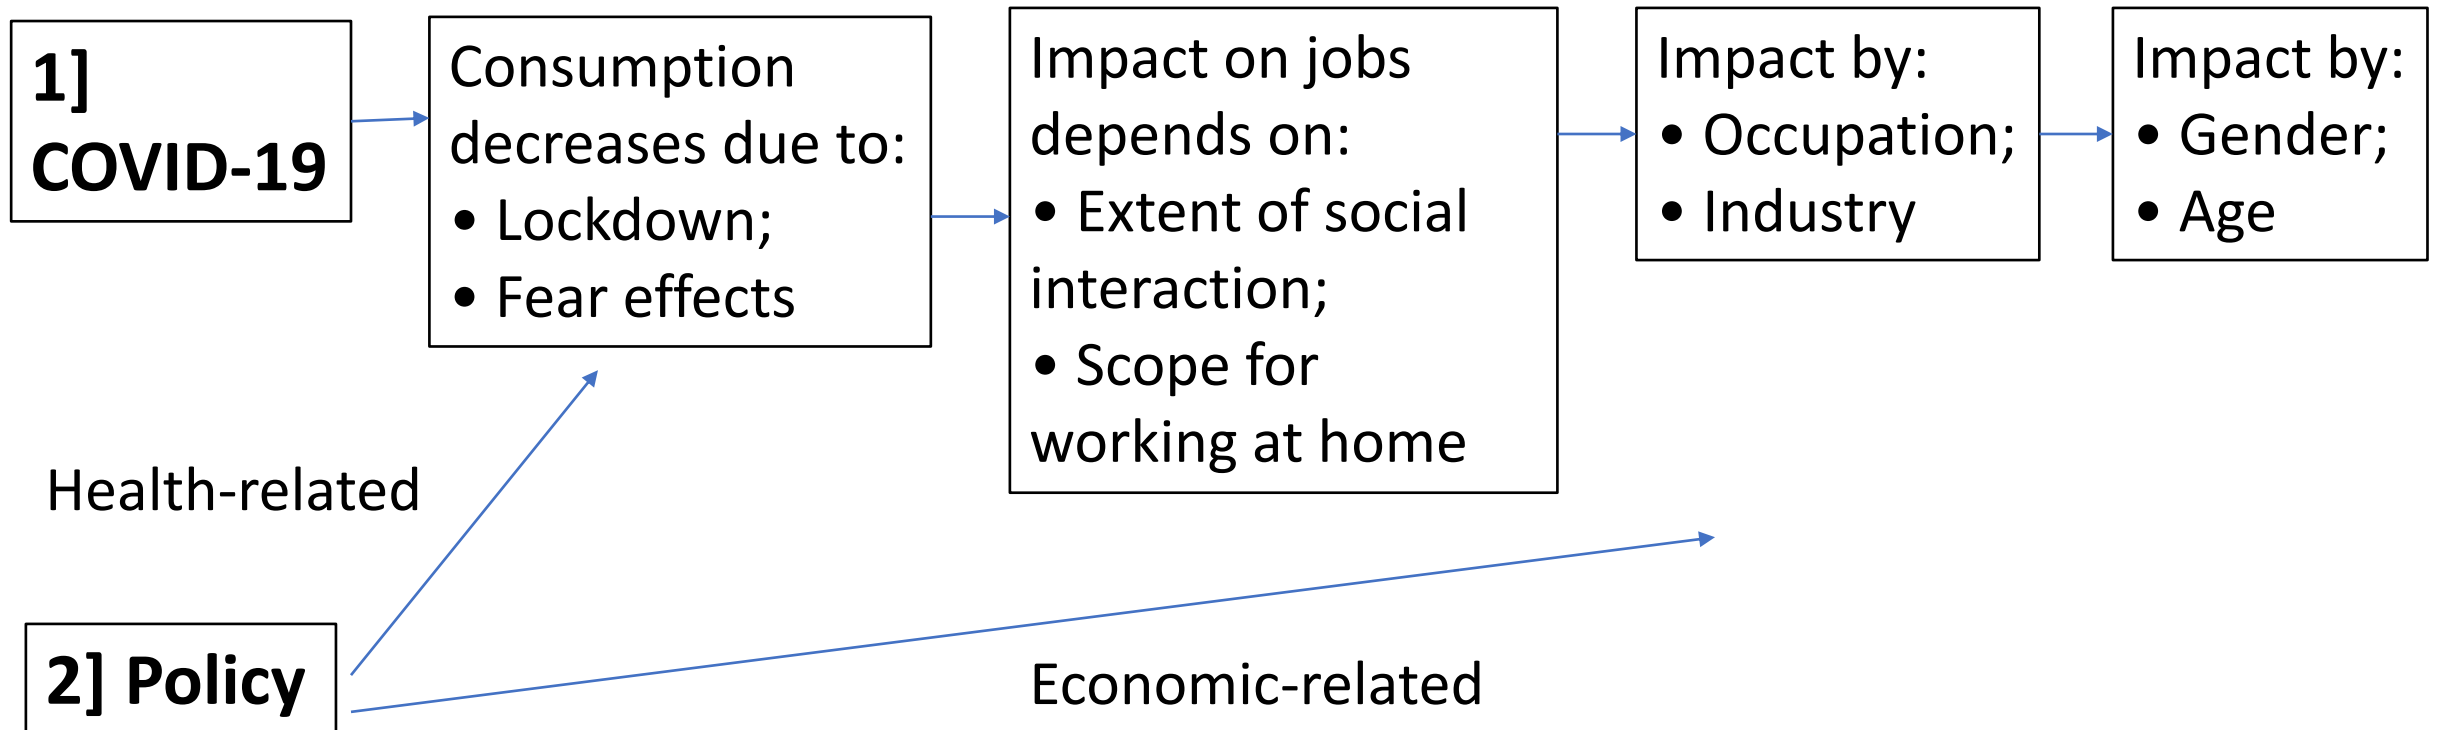 1]
COVID-19
Consumption
decreases due to:
• Lockdown;
• Fear effects
Impact on jobs
depends on:
• Extent of social
interaction;
• Scope for
working at home
Impact by:
• Occupation;
• Industry
Impact by:
• Gender;
• Age
Health-related
2] Policy
Economic-related